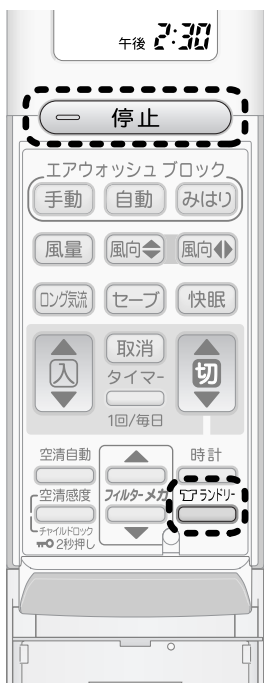 午後 2:30
停止
エアウォッシュ ブロック
手動 自動 みはり
風量 風向 風向
ロング気流 セーブ 快眠
入 取消 切
タイマー
1回/毎日
空清自動 時計
空清感度 フィルターメカ ランドリー
チャイルドロック
2秒押し